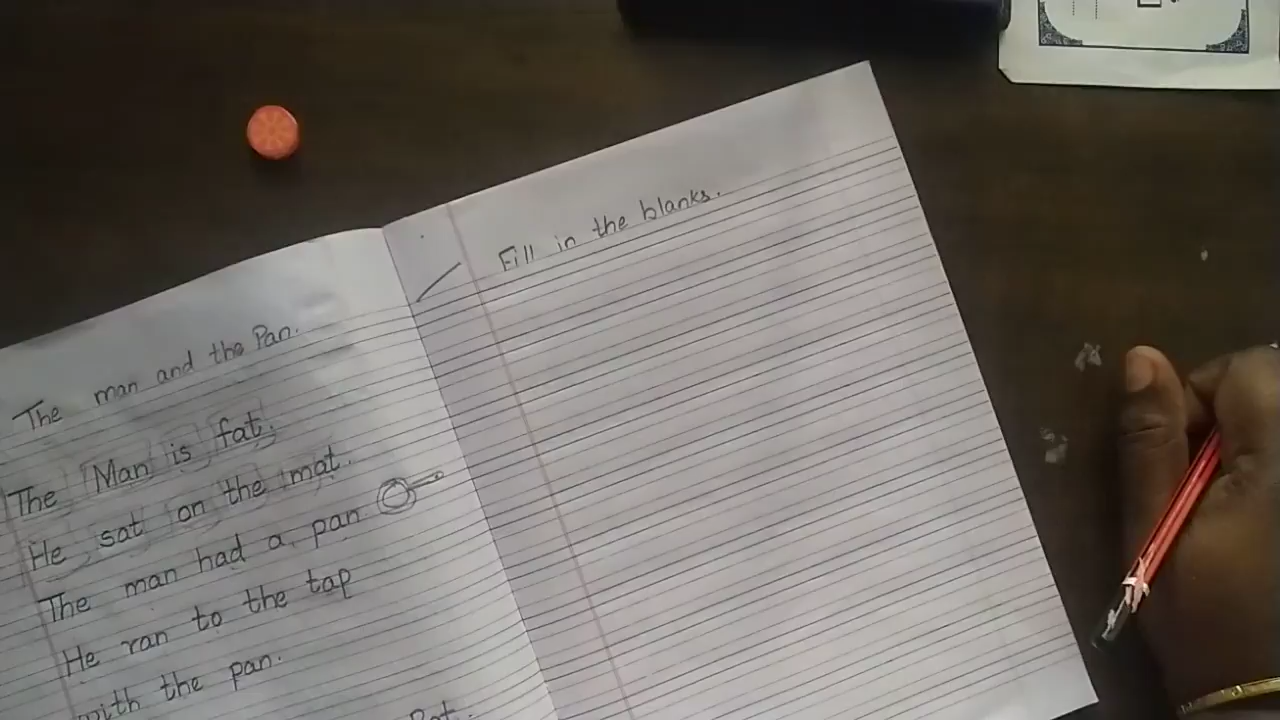 The man and the Pan.
The Man is fat.
He sat on the mat.
The man had a pan
He ran to the tap
with the pan.
Fill in the blanks.